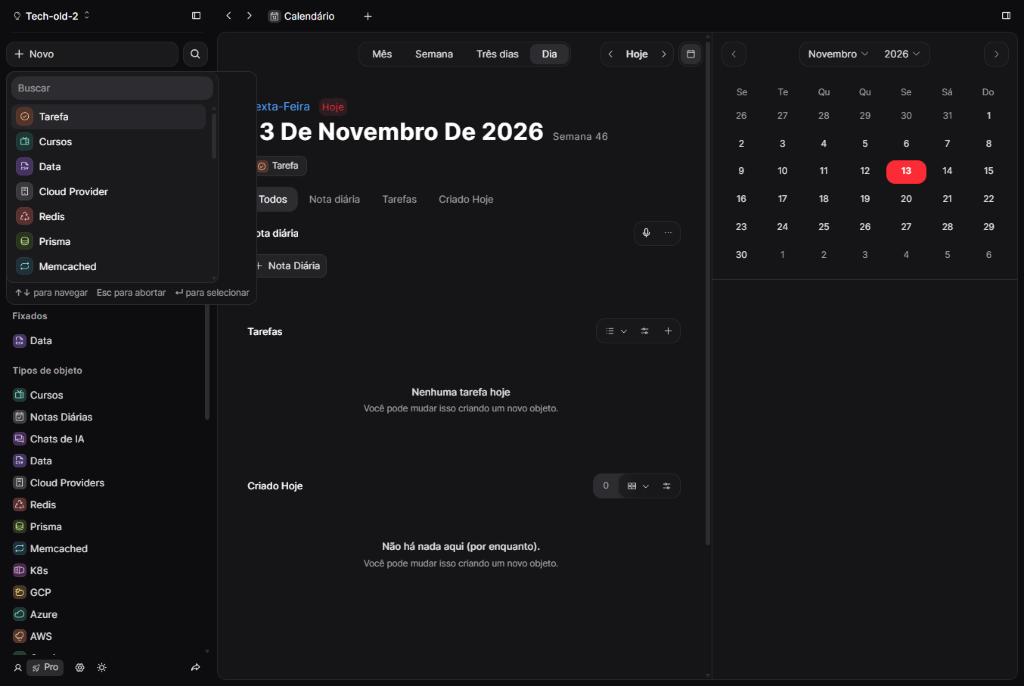 Tech-old-2
Calendário
Novo
Buscar
Tarefa
Cursos
Data
Cloud Provider
Redis
Prisma
Memcached
para navegar Esc para abortar para selecionar
Fixados
Data
Tipos de objeto
Cursos
Notas Diárias
Chats de IA
Data
Cloud Providers
Redis
Prisma
Memcached
K8s
GCP
Azure
AWS
Pro
Mês Semana Três dias Dia
Hoje
exta-Feira Hoje
3 De Novembro De 2026 Semana 46
Tarefa
Todos Nota diária Tarefas Criado Hoje
ota diária
Nota Diária
Tarefas
Nenhuma tarefa hoje
Você pode mudar isso criando um novo objeto.
Criado Hoje
0
Não há nada aqui (por enquanto).
Você pode mudar isso criando um novo objeto.
Novembro 2026
Se Te Qu Qu Se Sá Do
26 27 28 29 30 31 1
2 3 4 5 6 7 8
9 10 11 12 13 14 15
16 17 18 19 20 21 22
23 24 25 26 27 28 29
30 1 2 3 4 5 6